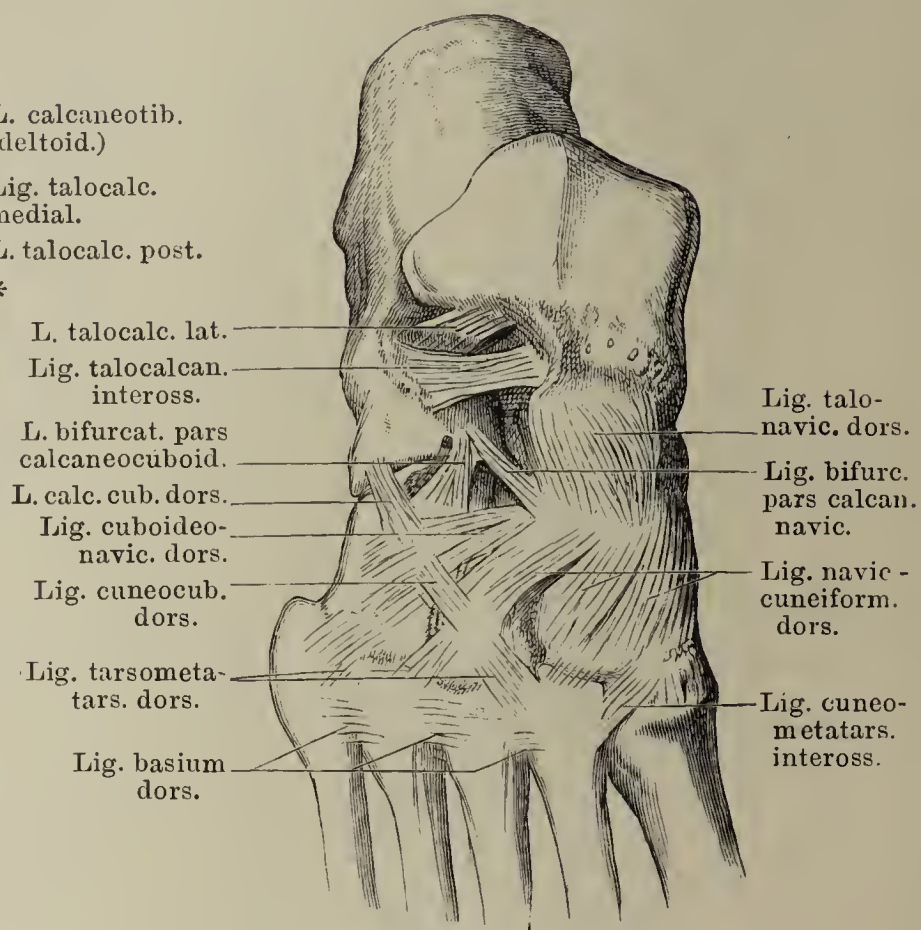 L. calcaneotib.
deltoid.)
Lig. talocalc.
medial.
L. talocalc. post.
*
L. talocalc. lat.
Lig. talocalcan.
inteross.
L. bifurcat. pars
calcaneocuboid.
L. calc. cub. dors.
Lig. cuboideo-
navic. dors.
Lig. cuneocub.
dors.
Lig. tarsometa-
tars. dors.
Lig. basium
dors.
Lig. talo-
navic. dors.
Lig. bifurc.
pars calcan.
navic.
Lig. navic -
cuneiform.
dors.
Lig. cuneo-
metatars.
inteross.